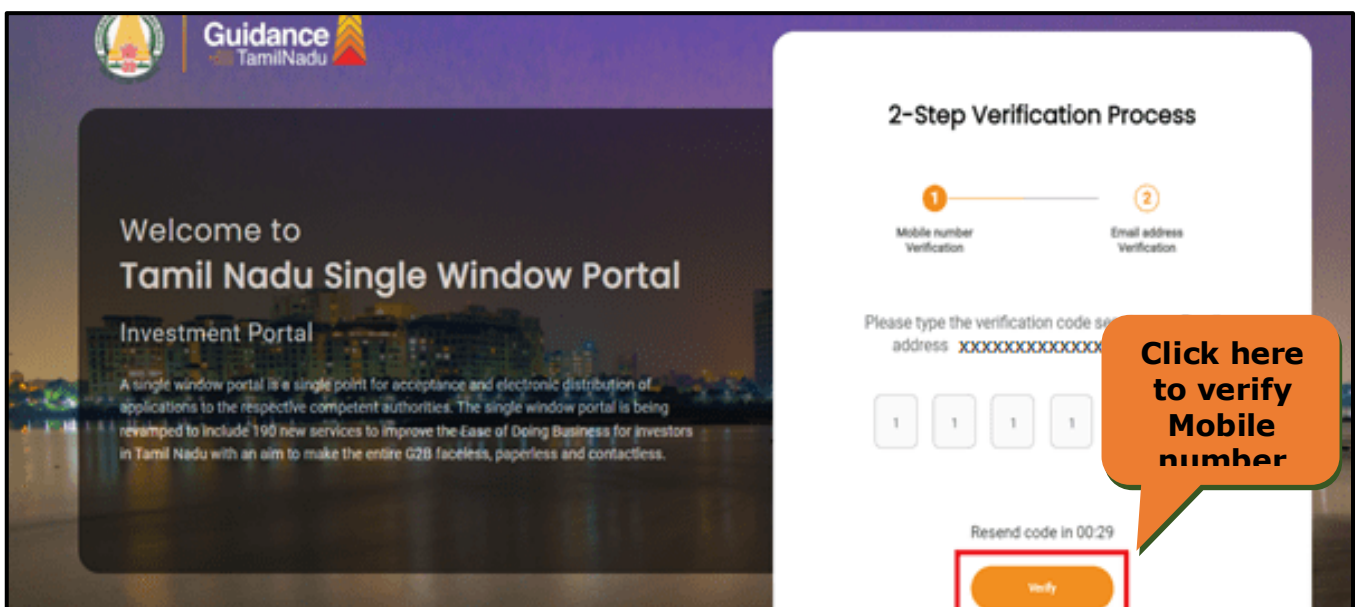 Guidance
TamilNadu
Welcome to
Tamil Nadu Single Window Portal
Investment Portal
A single window portal is a single point for acceptance and electronic distribution of
applications to the respective competent authorities. The single window portal is being
revamped to include 190 new services to improve the Ease of Doing Business for investors
in Tamil Nadu with an aim to make the entire G2B faceless, paperless and contactless.
2-Step Verification Process
1
2
Mobile number
Verification
Email address
Verification
Please type the verification code
address XXXXXXXXXXXXX
1 1 1 1
Click here
to verify
Mobile
number
Resend code in 00:29
Verify